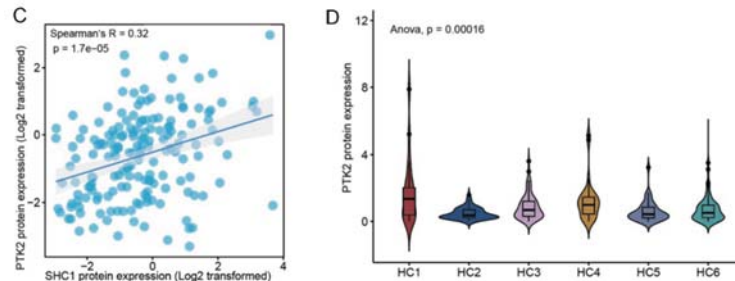 C
Spearman's R = 0.32
p = 1.7e−05
PTK2 protein expression (Log2 transformed)
2
0
−2
−2
0
2
4
SHC1 protein expression (Log2 transformed)
D
Anova, p = 0.00016
PTK2 protein expression
12
8
4
0
HC1
HC2
HC3
HC4
HC5
HC6